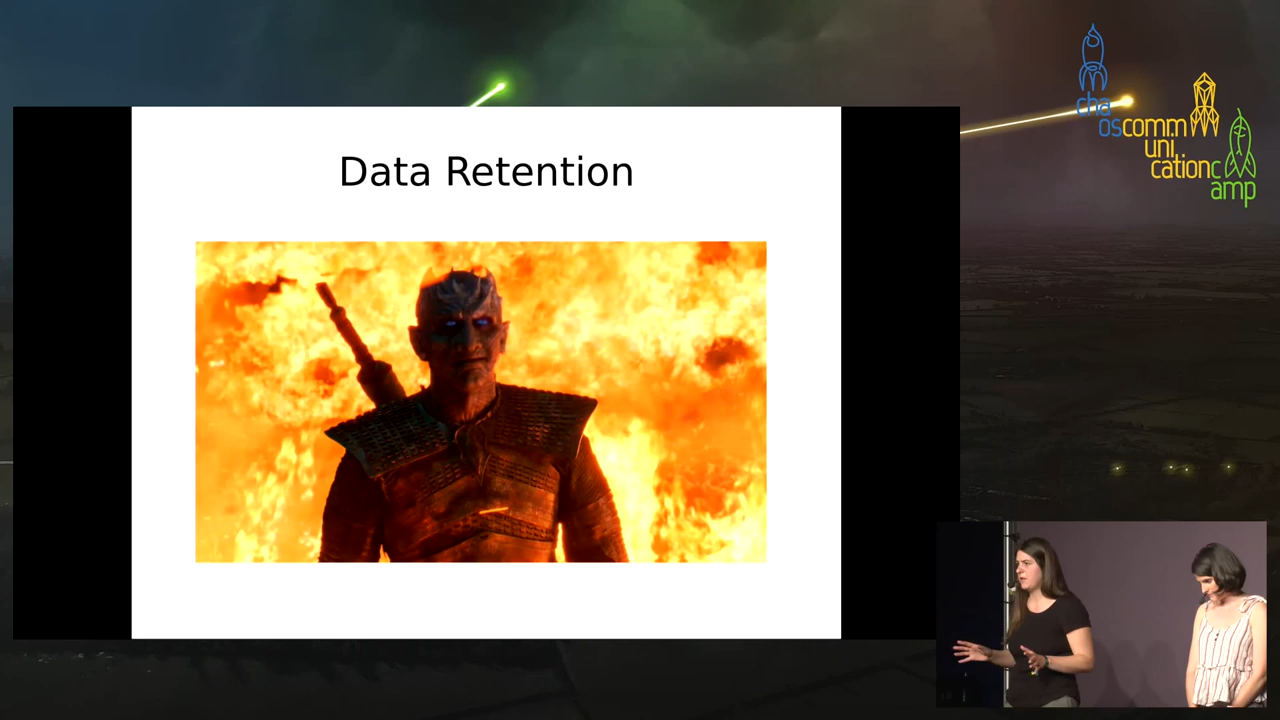 Data Retention
cha
oscomm
uni
cationc
amp